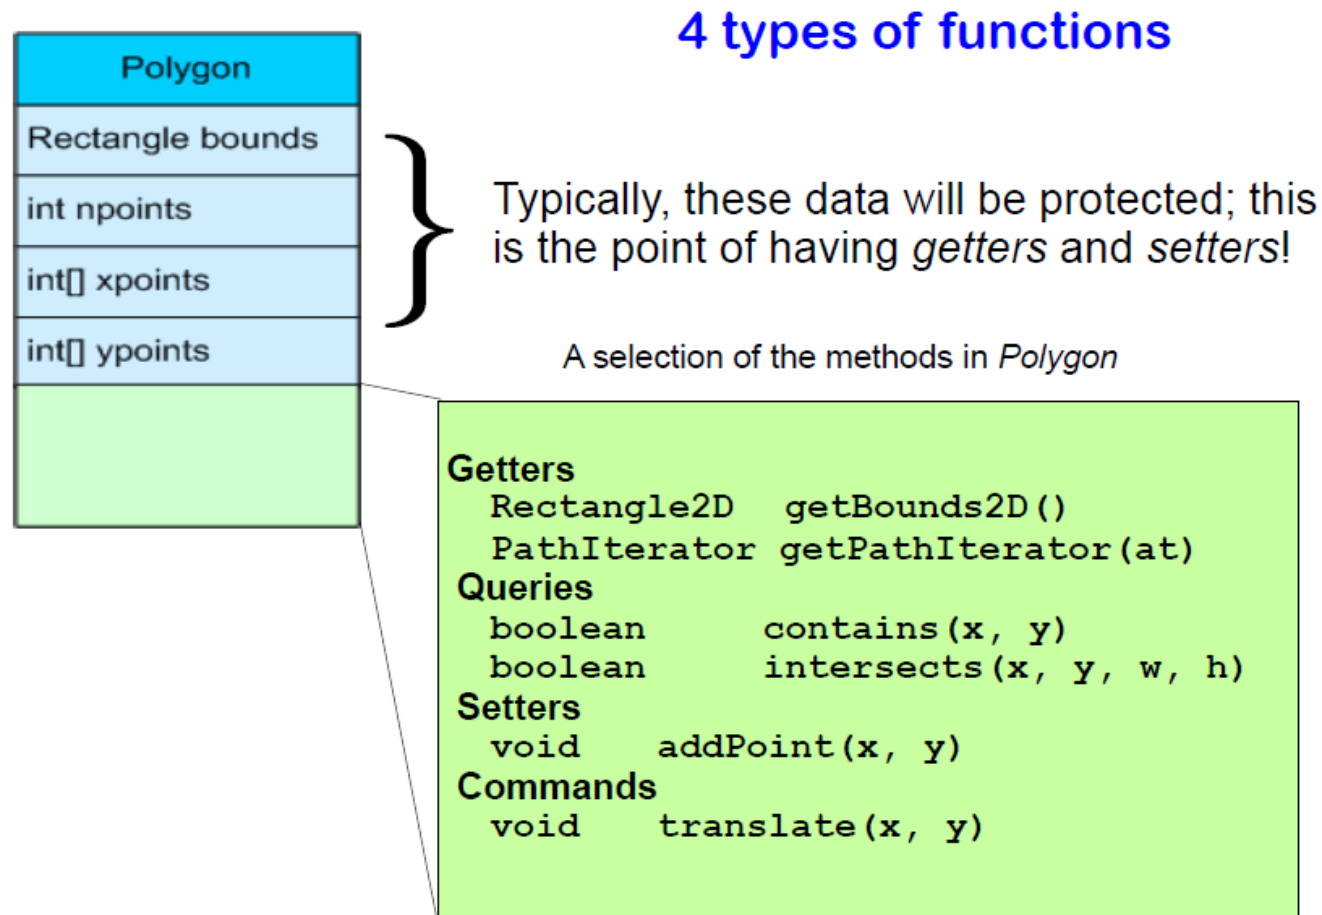 4 types of functions
Polygon
Rectangle bounds
int npoints
int[] xpoints
int[] ypoints
Typically, these data will be protected; this
is the point of having getters and setters!
A selection of the methods in Polygon
Getters
Rectangle2D getBounds2D()
PathIterator getPathIterator(at)
Queries
boolean contains(x, y)
boolean intersects(x, y, w, h)
Setters
void addPoint(x, y)
Commands
void translate(x, y)